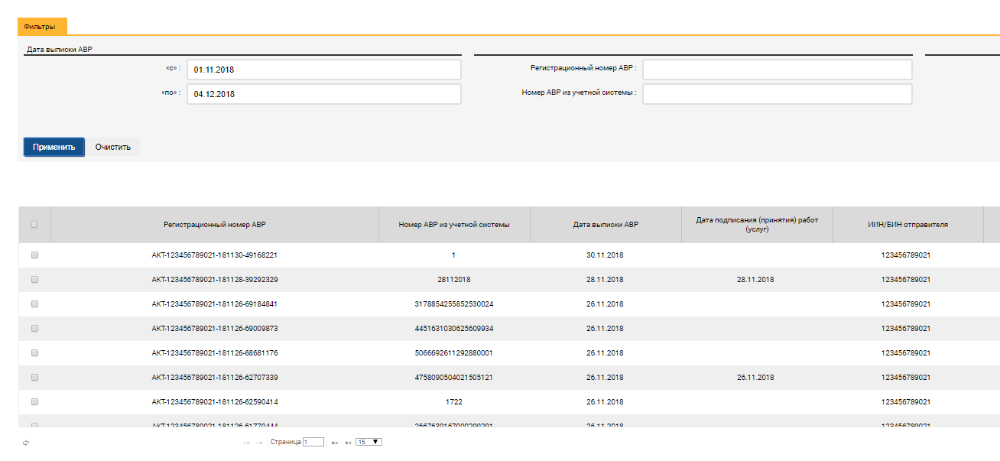 Фильтры
Дата выписки АВР
«с» : 01.11.2018 Регистрационный номер АВР :
«по» : 04.12.2018 Номер АВР из учетной системы :
Применить Очистить
Регистрационный номер АВР Номер АВР из учетной системы Дата выписки АВР Дата подписания (принятия) работ (услуг) ИИН/БИН отправителя
АКТ-123456789021-181130-49168221 1 30.11.2018 123456789021
АКТ-123456789021-181128-39292329 28112018 28.11.2018 28.11.2018 123456789021
АКТ-123456789021-181126-69184841 3178854255852530024 26.11.2018 123456789021
АКТ-123456789021-181126-69009873 4451631030625609934 26.11.2018 123456789021
АКТ-123456789021-181126-68681176 5066692611292880001 26.11.2018 123456789021
АКТ-123456789021-181126-62707339 4758090504021505121 26.11.2018 26.11.2018 123456789021
АКТ-123456789021-181126-62590414 1722 26.11.2018 123456789021
АКТ-123456789021-181126-61770444 26.11.2018 123456789021
Страница 1 15